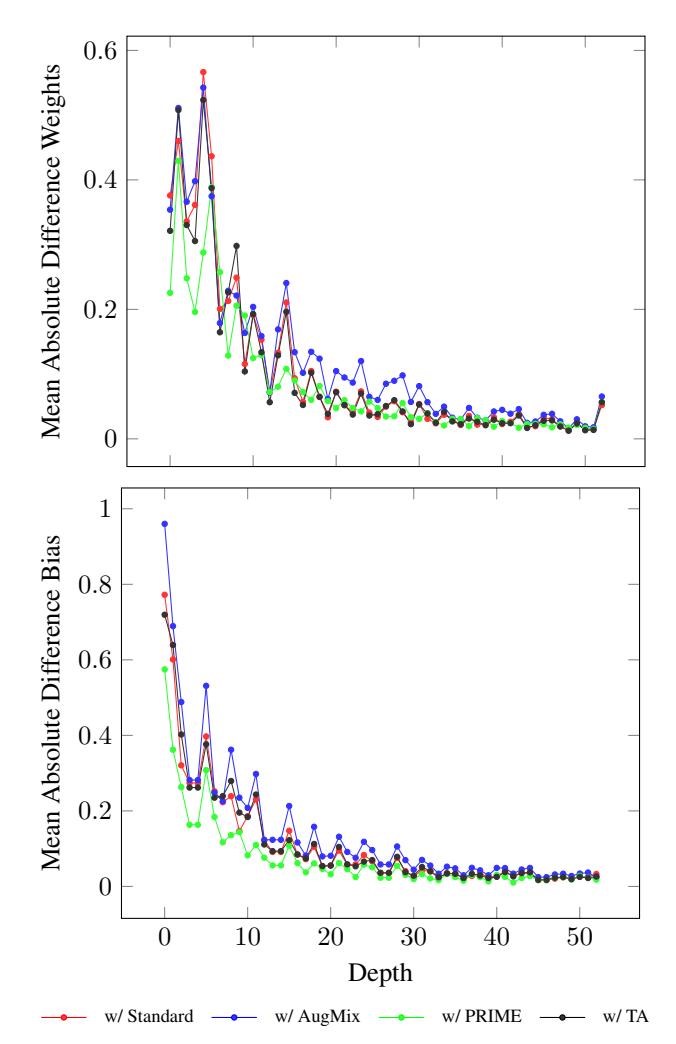 0.6
0.4
0.2
0
Mean Absolute Difference Weights
1
0.8
0.6
0.4
0.2
0
Mean Absolute Difference Bias
0 10 20 30 40 50
Depth
w/ Standard w/ AugMix w/ PRIME w/ TA